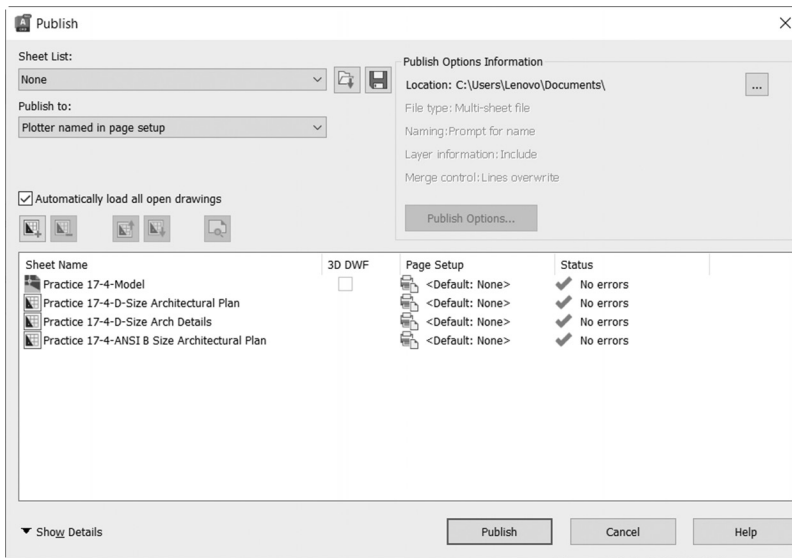 Publish
Sheet List:
None
Publish to:
Plotter named in page setup
Automatically load all open drawings
Publish Options Information
Location: C:\Users\Lenovo\Documents\
...
File type: Multi-sheet file
Naming:Prompt for name
Layer information:Include
Merge control:Lines overwrite
Publish Options...
Sheet Name 3D DWF Page Setup Status
Practice 17-4-Model <Default: None> No errors
Practice 17-4-D-Size Architectural Plan <Default: None> No errors
Practice 17-4-D-Size Arch Details <Default: None> No errors
Practice 17-4-ANSI B Size Architectural Plan <Default: None> No errors
Show Details
Publish Cancel Help